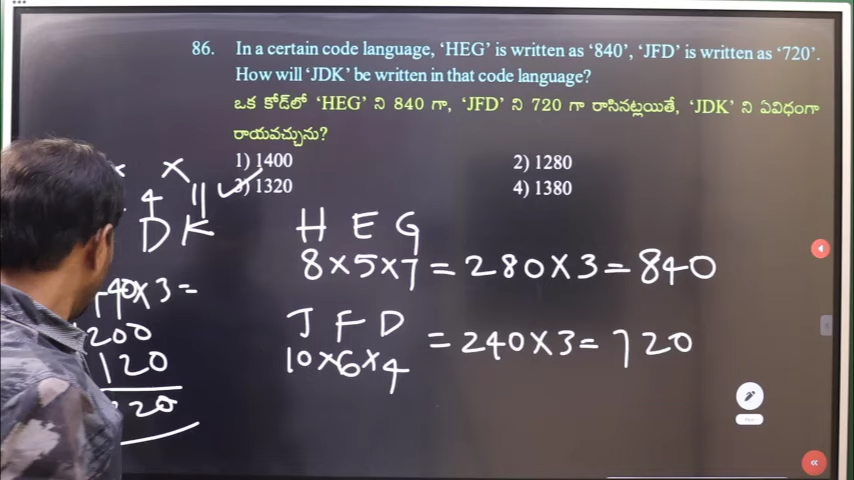 86. In a certain code language, 'HEG' is written as '840', 'JFD' is written as '720'.
How will 'JDK' be written in that code language?
ఒక కోడ్‌లో 'HEG' ని 840 గా, 'JFD' ని 720 గా రాసినట్లయితే, 'JDK' ని ఏవిధంగా
రాయవచ్చును?
1) 1400 2) 1280
3) 1320 4) 1380
× ×
4 11
D K
H E G
8×5×7 = 280×3 = 840
40×3 =
200
120
20
J F D
10×6×4 = 240×3 = 720